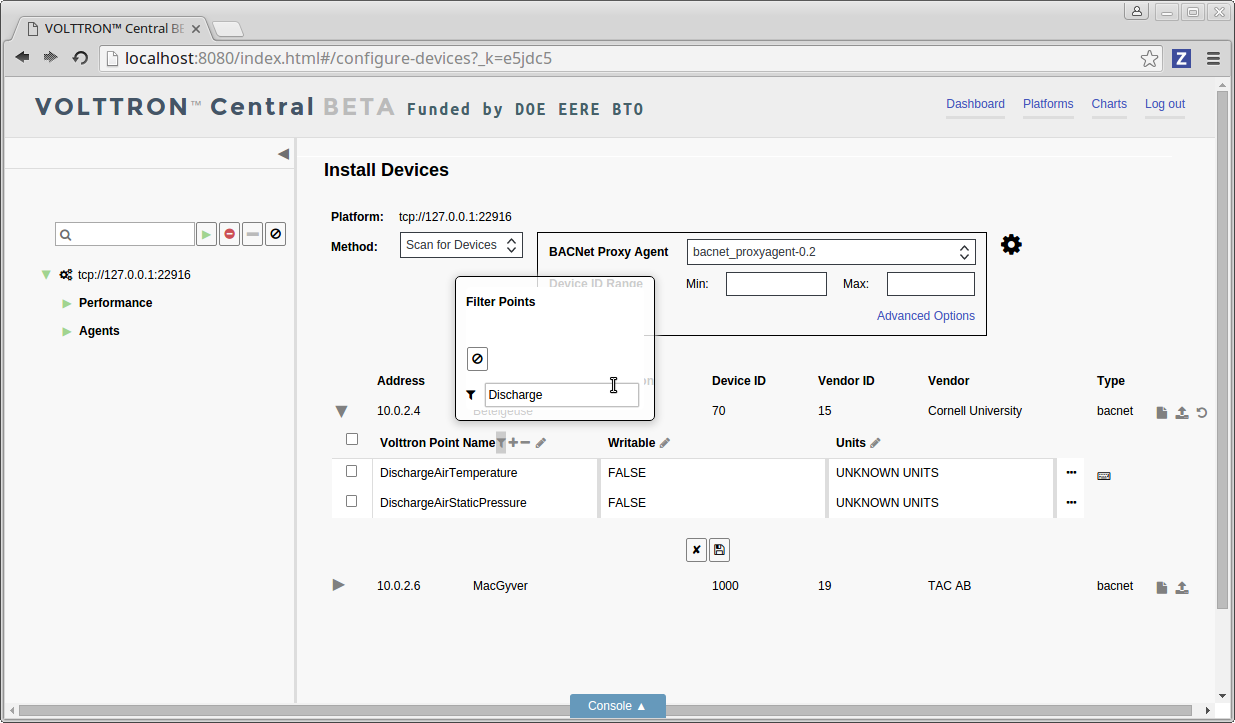 VOLTTRON™ Central BE
localhost:8080/index.html#/configure-devices?_k=e5jdc5
Z
VOLTTRON™ Central BETA Funded by DOE EERE BTO
Dashboard Platforms Charts Log out
Install Devices
Platform: tcp://127.0.0.1:22916
Method: Scan for Devices
BACNet Proxy Agent bacnet_proxyagent-0.2
Device ID Range Min: Max:
Advanced Options
tcp://127.0.0.1:22916
Performance
Agents
Filter Points
Discharge
Address Device ID Vendor ID Vendor Type
10.0.2.4 Betelgeuse 70 15 Cornell University bacnet
Volttron Point Name Writable Units
DischargeAirTemperature FALSE UNKNOWN UNITS
DischargeAirStaticPressure FALSE UNKNOWN UNITS
10.0.2.6 MacGyver 1000 19 TAC AB bacnet
Console ▲